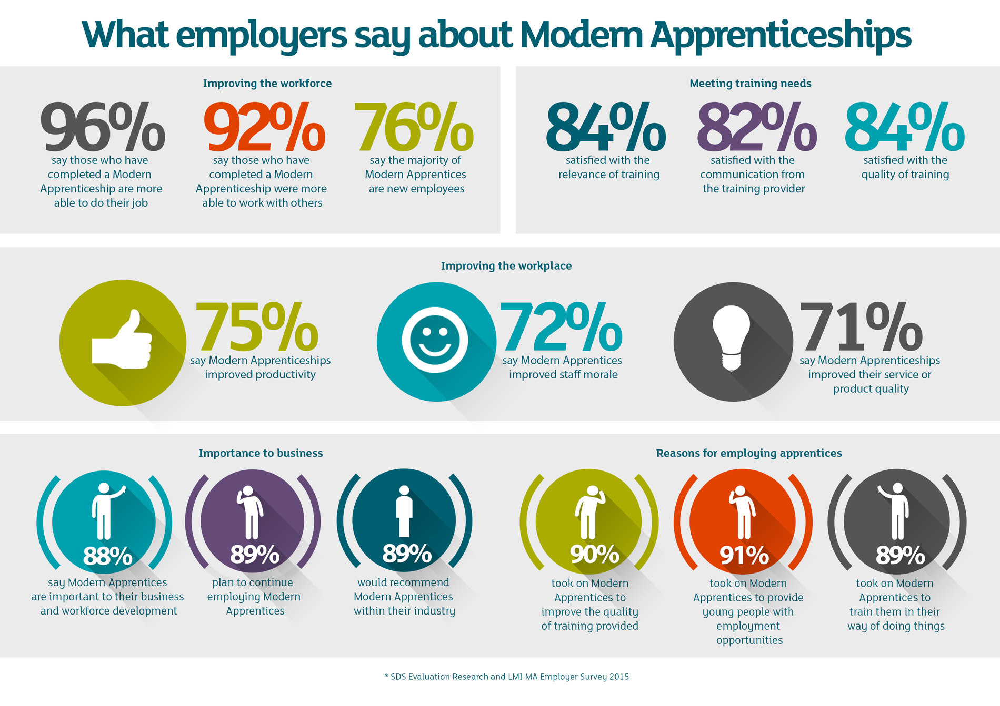 What employers say about Modern Apprenticeships
Improving the workforce
96%
say those who have
completed a Modern
Apprenticeship are more
able to do their job
92%
say those who have
completed a Modern
Apprenticeship were more
able to work with others
76%
say the majority of
Modern Apprentices
are new employees
Meeting training needs
84%
satisfied with the
relevance of training
82%
satisfied with the
communication from
the training provider
84%
satisfied with the
quality of training
Improving the workplace
75%
say Modern Apprenticeships
improved productivity
72%
say Modern Apprentices
improved staff morale
71%
say Modern Apprenticeships
improved their service or
product quality
Importance to business
88%
say Modern Apprentices
are important to their business
and workforce development
89%
plan to continue
employing Modern
Apprentices
89%
would recommend
Modern Apprentices
within their industry
Reasons for employing apprentices
90%
took on Modern
Apprentices to
improve the quality
of training provided
91%
took on Modern
Apprentices to provide
young people with
employment
opportunities
89%
took on Modern
Apprentices to
train them in their
way of doing things
* SDS Evaluation Research and LMI MA Employer Survey 2015